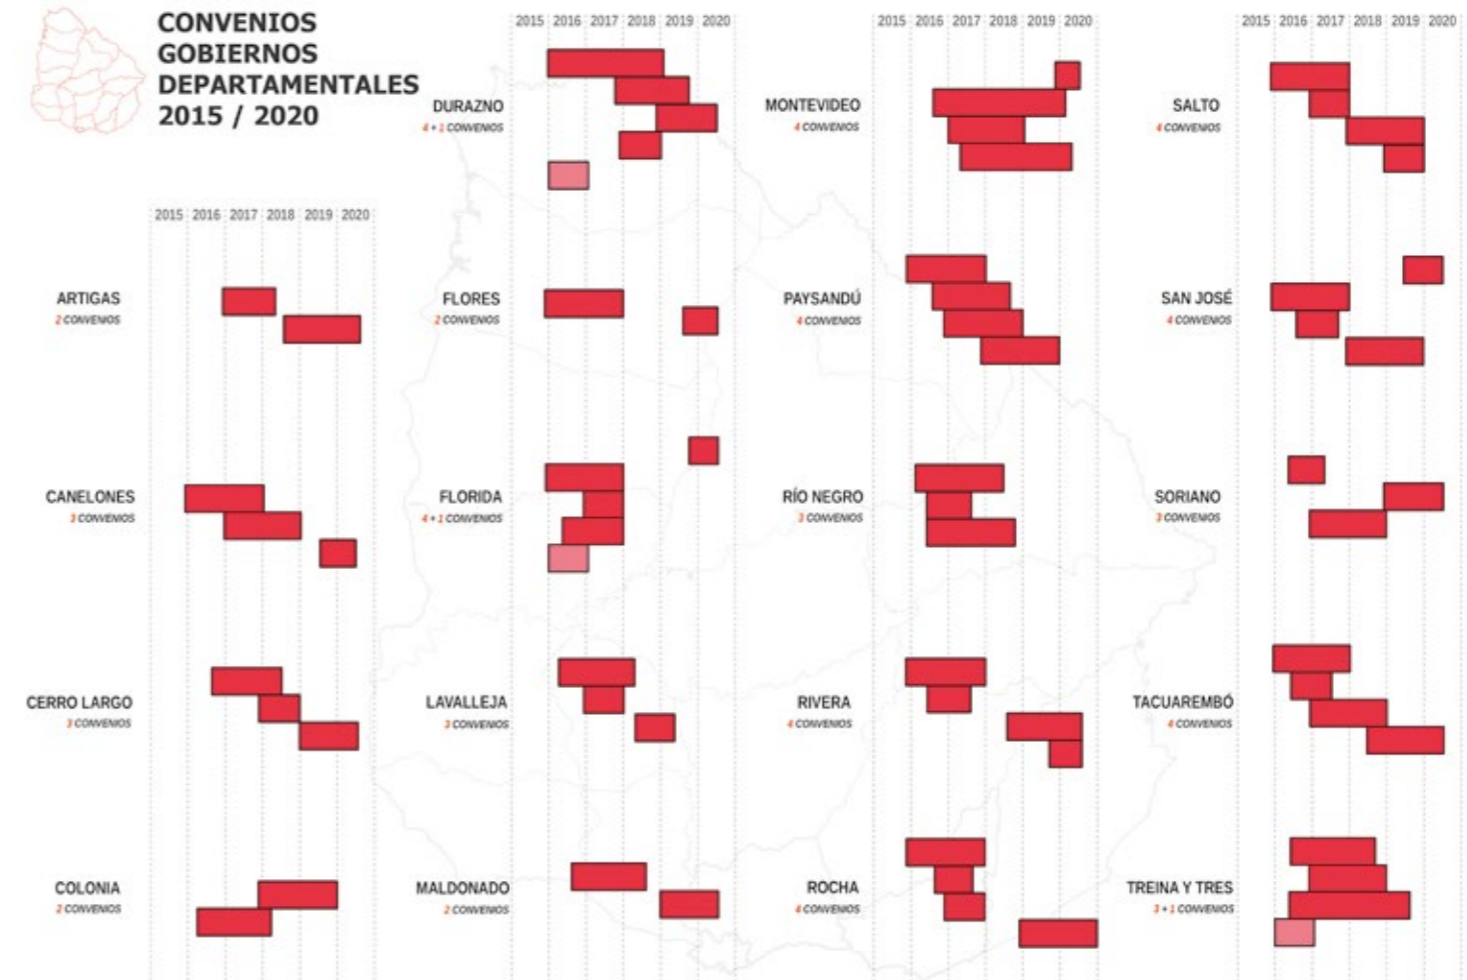 CONVENIOS
GOBIERNOS
DEPARTAMENTALES
2015 / 2020
2015 2016 2017 2018 2019 2020
ARTIGAS
2 CONVENIOS
CANELONES
3 CONVENIOS
CERRO LARGO
3 CONVENIOS
COLONIA
2 CONVENIOS
2015 2016 2017 2018 2019 2020
DURAZNO
4 + 1 CONVENIOS
FLORES
2 CONVENIOS
FLORIDA
4 + 1 CONVENIOS
LAVALLEJA
3 CONVENIOS
MALDONADO
2 CONVENIOS
2015 2016 2017 2018 2019 2020
MONTEVIDEO
4 CONVENIOS
PAYSANDÚ
4 CONVENIOS
RÍO NEGRO
3 CONVENIOS
RIVERA
4 CONVENIOS
ROCHA
4 CONVENIOS
2015 2016 2017 2018 2019 2020
SALTO
4 CONVENIOS
SAN JOSÉ
4 CONVENIOS
SORIANO
3 CONVENIOS
TACUAREMBÓ
4 CONVENIOS
TREINA Y TRES
3 + 1 CONVENIOS